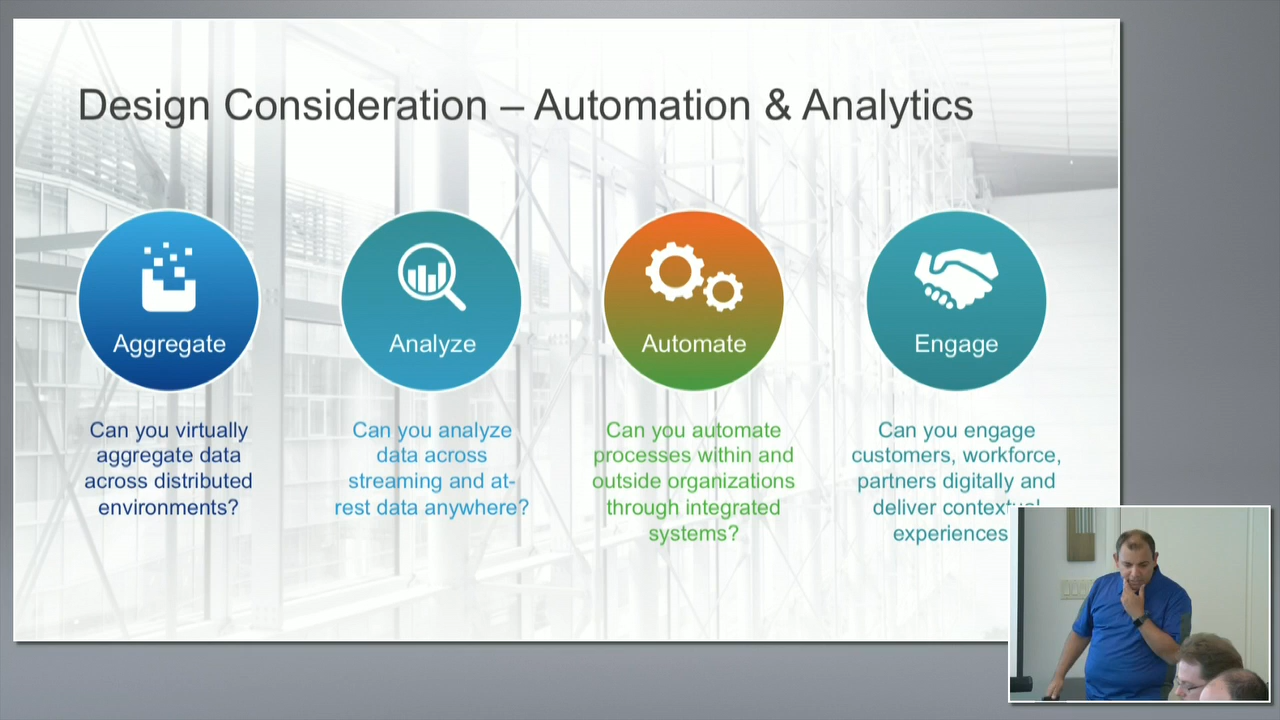 Design Consideration – Automation & Analytics
Aggregate
Analyze
Automate
Engage
Can you virtually
aggregate data
across distributed
environments?
Can you analyze
data across
streaming and at-
rest data anywhere?
Can you automate
processes within and
outside organizations
through integrated
systems?
Can you engage
customers, workforce,
partners digitally and
deliver contextual
experiences